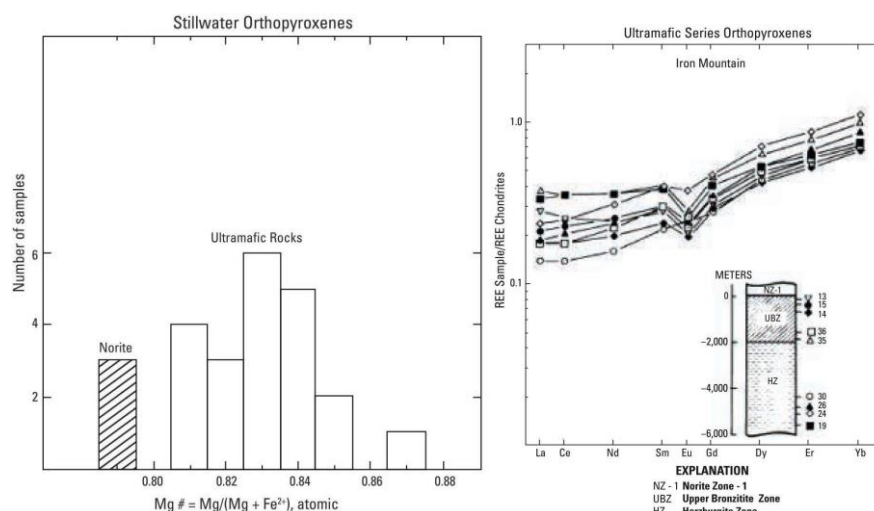 Stillwater Orthopyroxenes
Number of samples
6
4
2
Ultramafic Rocks
Norite
0.80
0.82
0.84
0.86
0.88
Mg # = Mg/(Mg + Fe²⁺), atomic
Ultramafic Series Orthopyroxenes
Iron Mountain
REE Sample/REE Chondrites
1.0
0.1
METERS
0
−2,000
−4,000
−6,000
NZ-1
UBZ
HZ
13
15
14
36
35
30
26
24
19
La Ce Nd Sm Eu Gd Dy Er Yb
EXPLANATION
NZ - 1 Norite Zone - 1
UBZ Upper Bronzitite Zone
HZ Harzburgite Zone